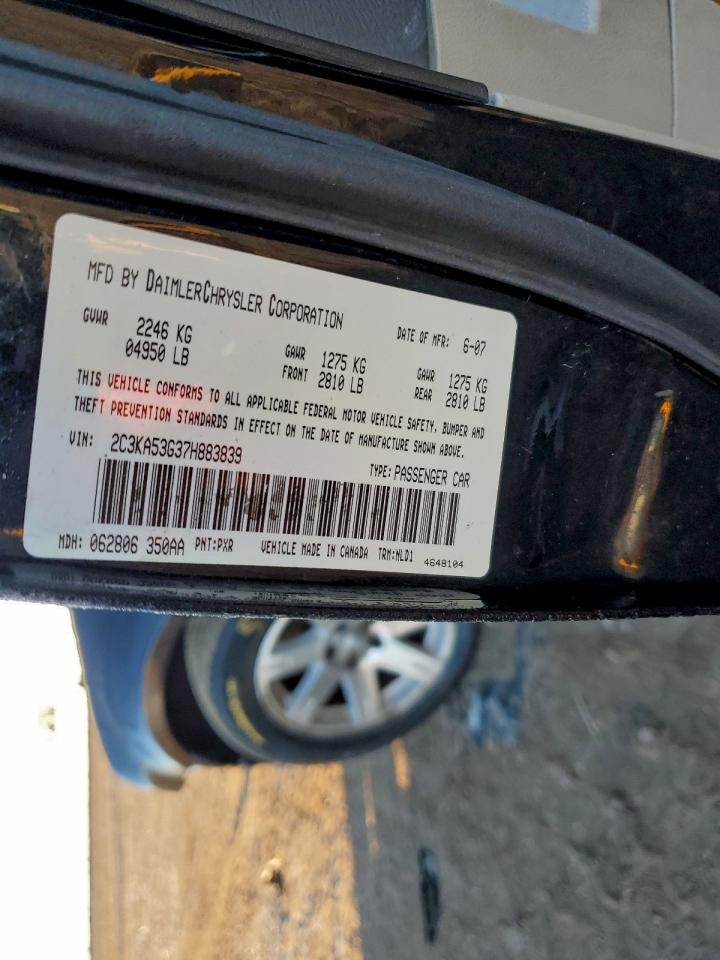 MFD BY DAIMLERCHRYSLER CORPORATION
DATE OF MFR: 6-07
GVWR 2246 KG 04950 LB
GAWR FRONT 1275 KG 2810 LB
GAWR REAR 1275 KG 2810 LB
THIS VEHICLE CONFORMS TO ALL APPLICABLE FEDERAL MOTOR VEHICLE SAFETY, BUMPER AND
THEFT PREVENTION STANDARDS IN EFFECT ON THE DATE OF MANUFACTURE SHOWN ABOVE.
VIN: 2C3KA53G37H883839
TYPE: PASSENGER CAR
MDH: 062806 350AA PNT:PXR VEHICLE MADE IN CANADA TRM:NLD1 4648104